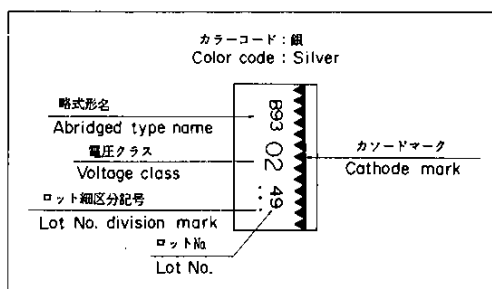 カラーコード：銀
Color code : Silver
略式形名
Abridged type name
電圧クラス
Voltage class
ロット細区分記号
Lot No. division mark
ロットNo.
Lot No.
B93 02 49
カソードマーク
Cathode mark